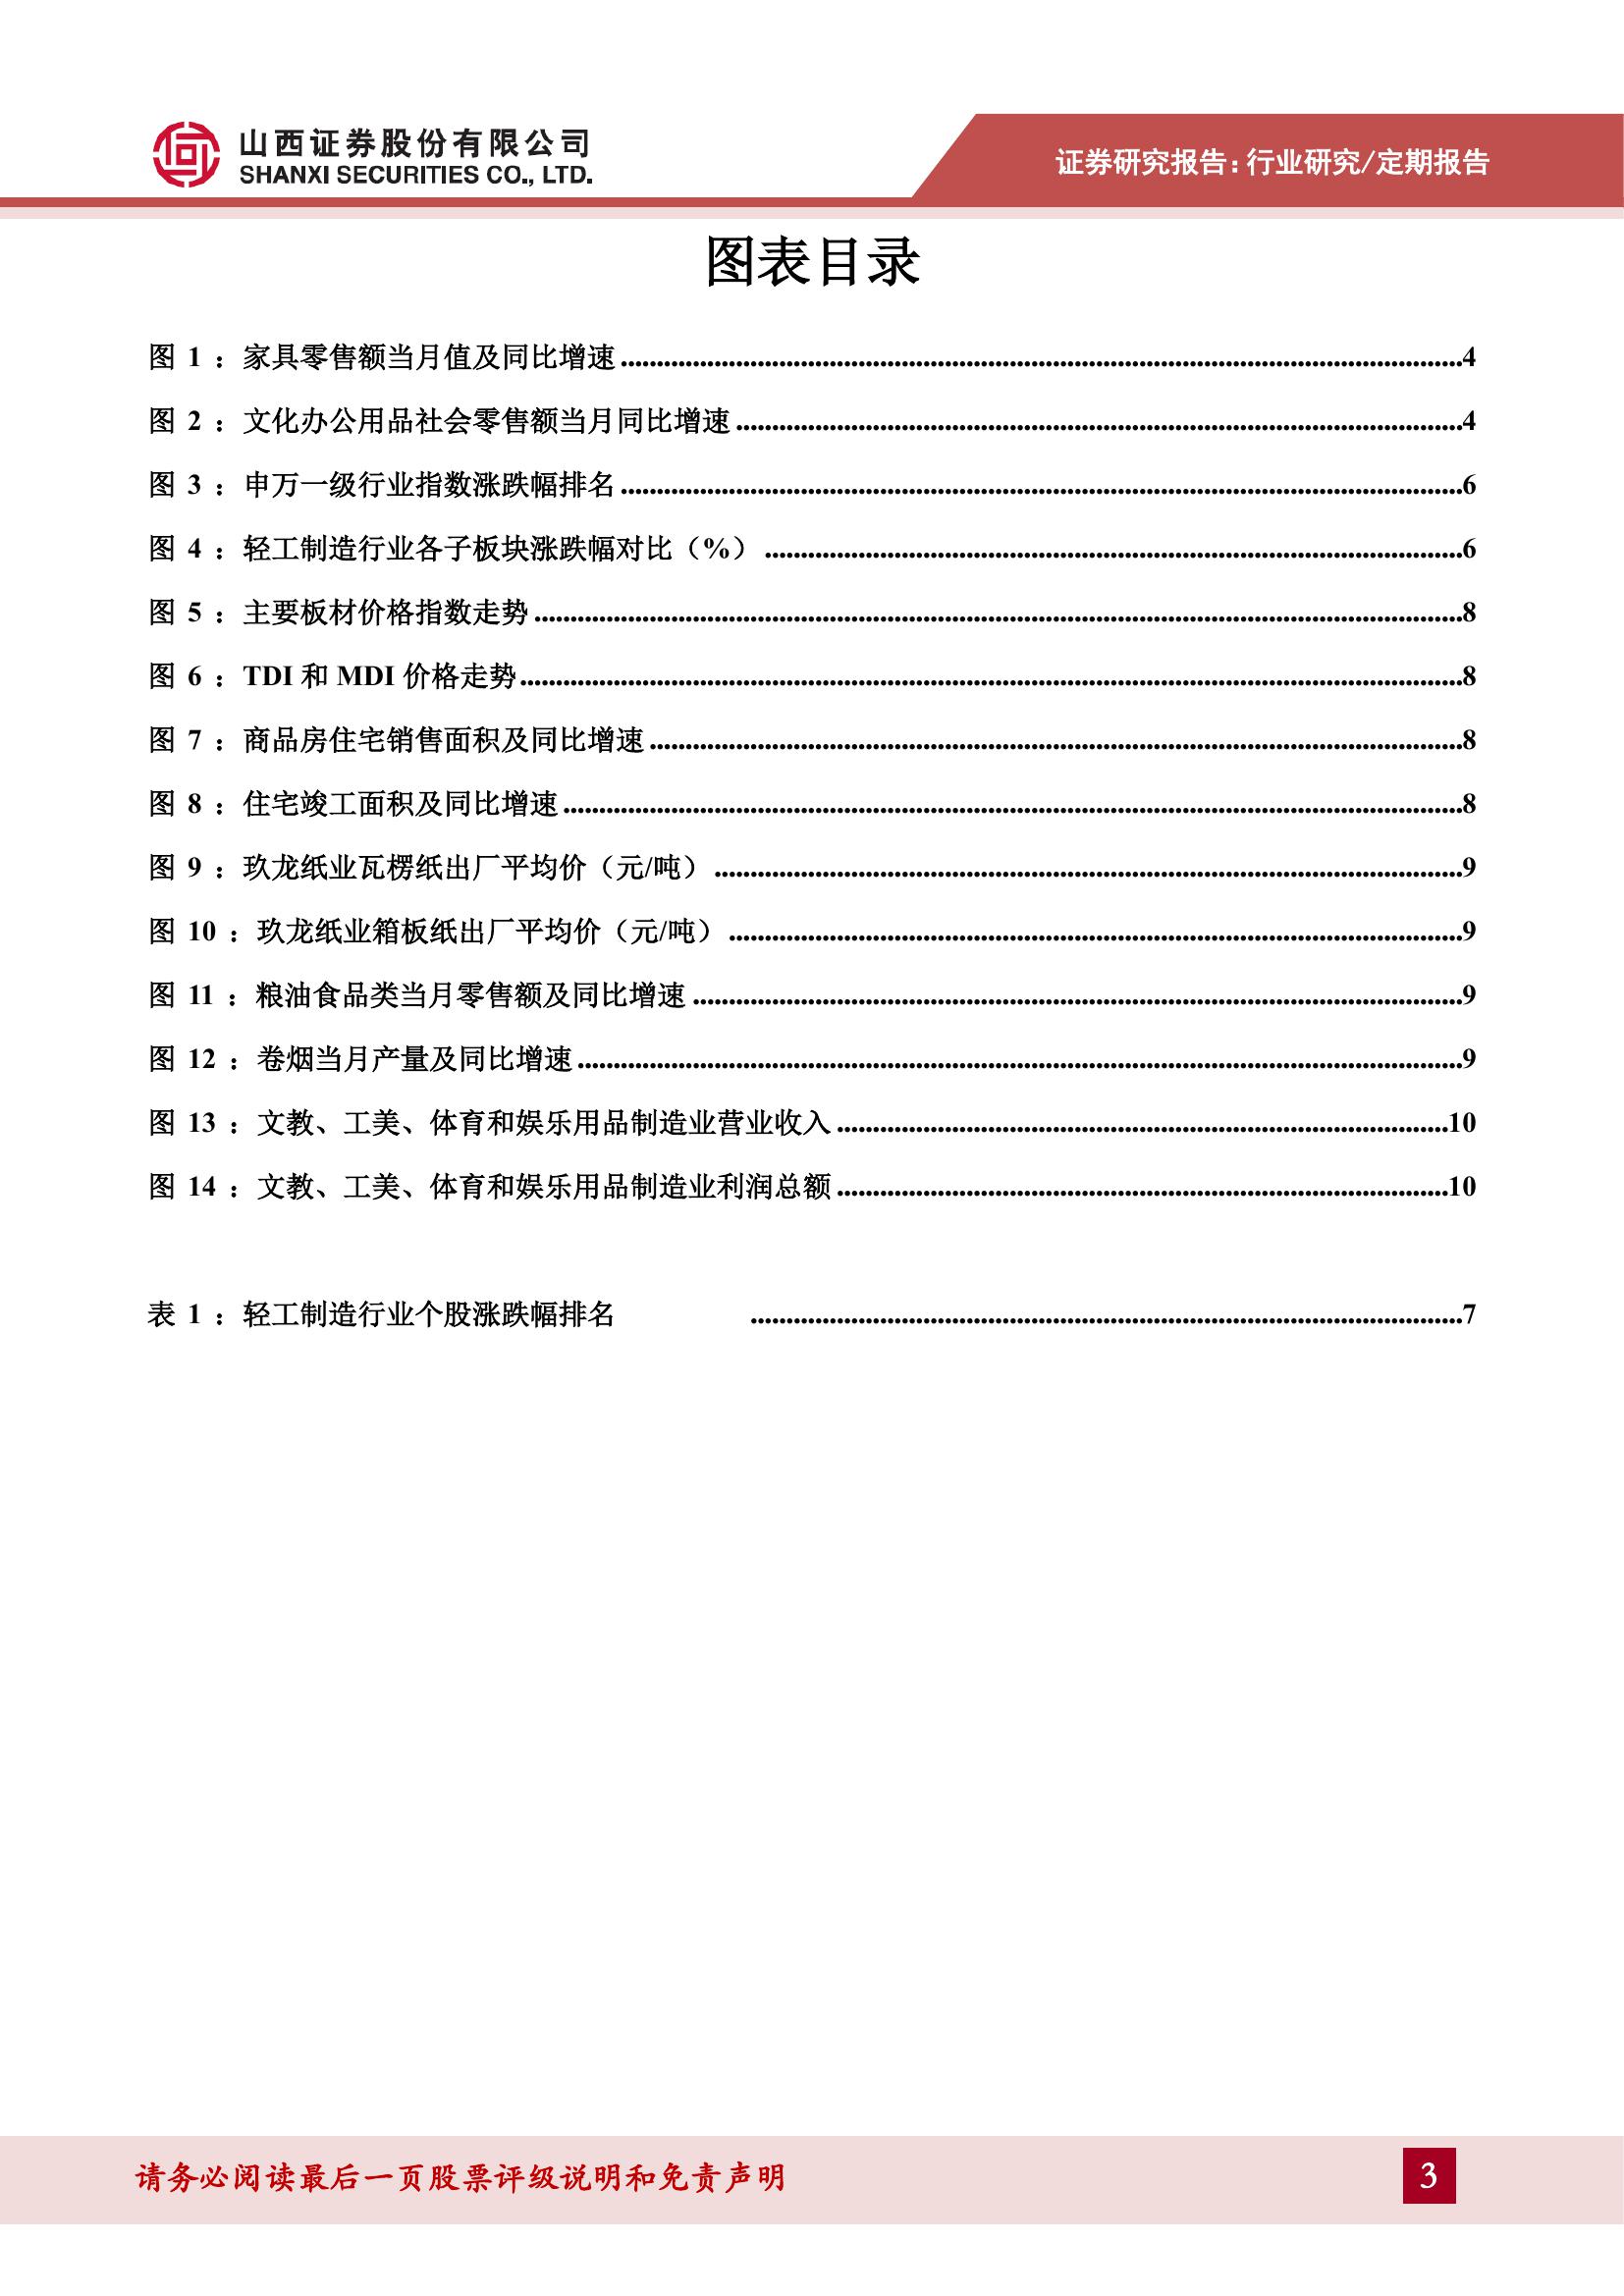 山西证券股份有限公司
SHANXI SECURITIES CO., LTD.
证券研究报告：行业研究/定期报告
图表目录
图 1 ：家具零售额当月值及同比增速..........4
图 2 ：文化办公用品社会零售额当月同比增速..........4
图 3 ：申万一级行业指数涨跌幅排名..........6
图 4 ：轻工制造行业各子板块涨跌幅对比（%）..........6
图 5 ：主要板材价格指数走势..........8
图 6 ：TDI 和 MDI 价格走势..........8
图 7 ：商品房住宅销售面积及同比增速..........8
图 8 ：住宅竣工面积及同比增速..........8
图 9 ：玖龙纸业瓦楞纸出厂平均价（元/吨）..........9
图 10 ：玖龙纸业箱板纸出厂平均价（元/吨）..........9
图 11 ：粮油食品类当月零售额及同比增速..........9
图 12 ：卷烟当月产量及同比增速..........9
图 13 ：文教、工美、体育和娱乐用品制造业营业收入..........10
图 14 ：文教、工美、体育和娱乐用品制造业利润总额..........10
表 1 ：轻工制造行业个股涨跌幅排名..........7
请务必阅读最后一页股票评级说明和免责声明
3